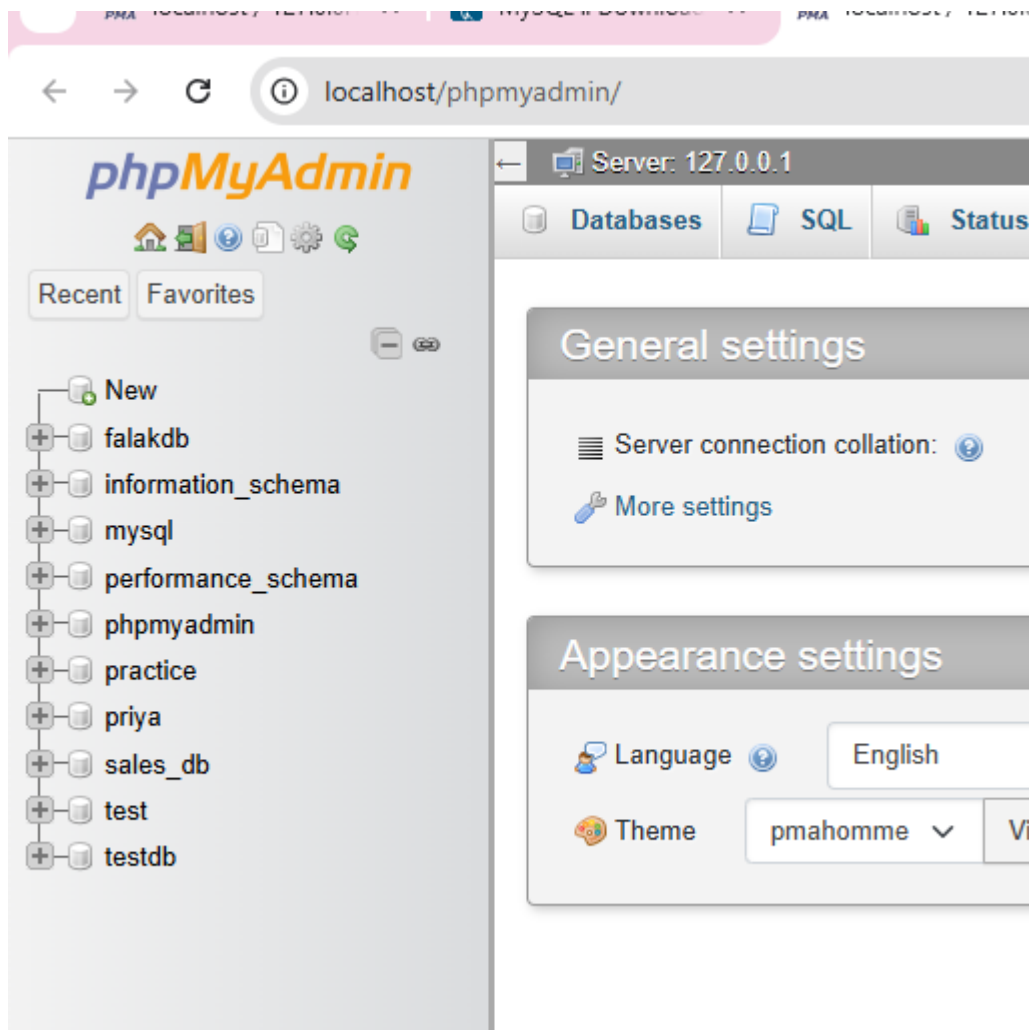 localhost/phpmyadmin/
phpMyAdmin
Recent Favorites
New
falakdb
information_schema
mysql
performance_schema
phpmyadmin
practice
priya
sales_db
test
testdb
Server: 127.0.0.1
Databases SQL Status
General settings
Server connection collation:
More settings
Appearance settings
Language English
Theme pmahomme Vi